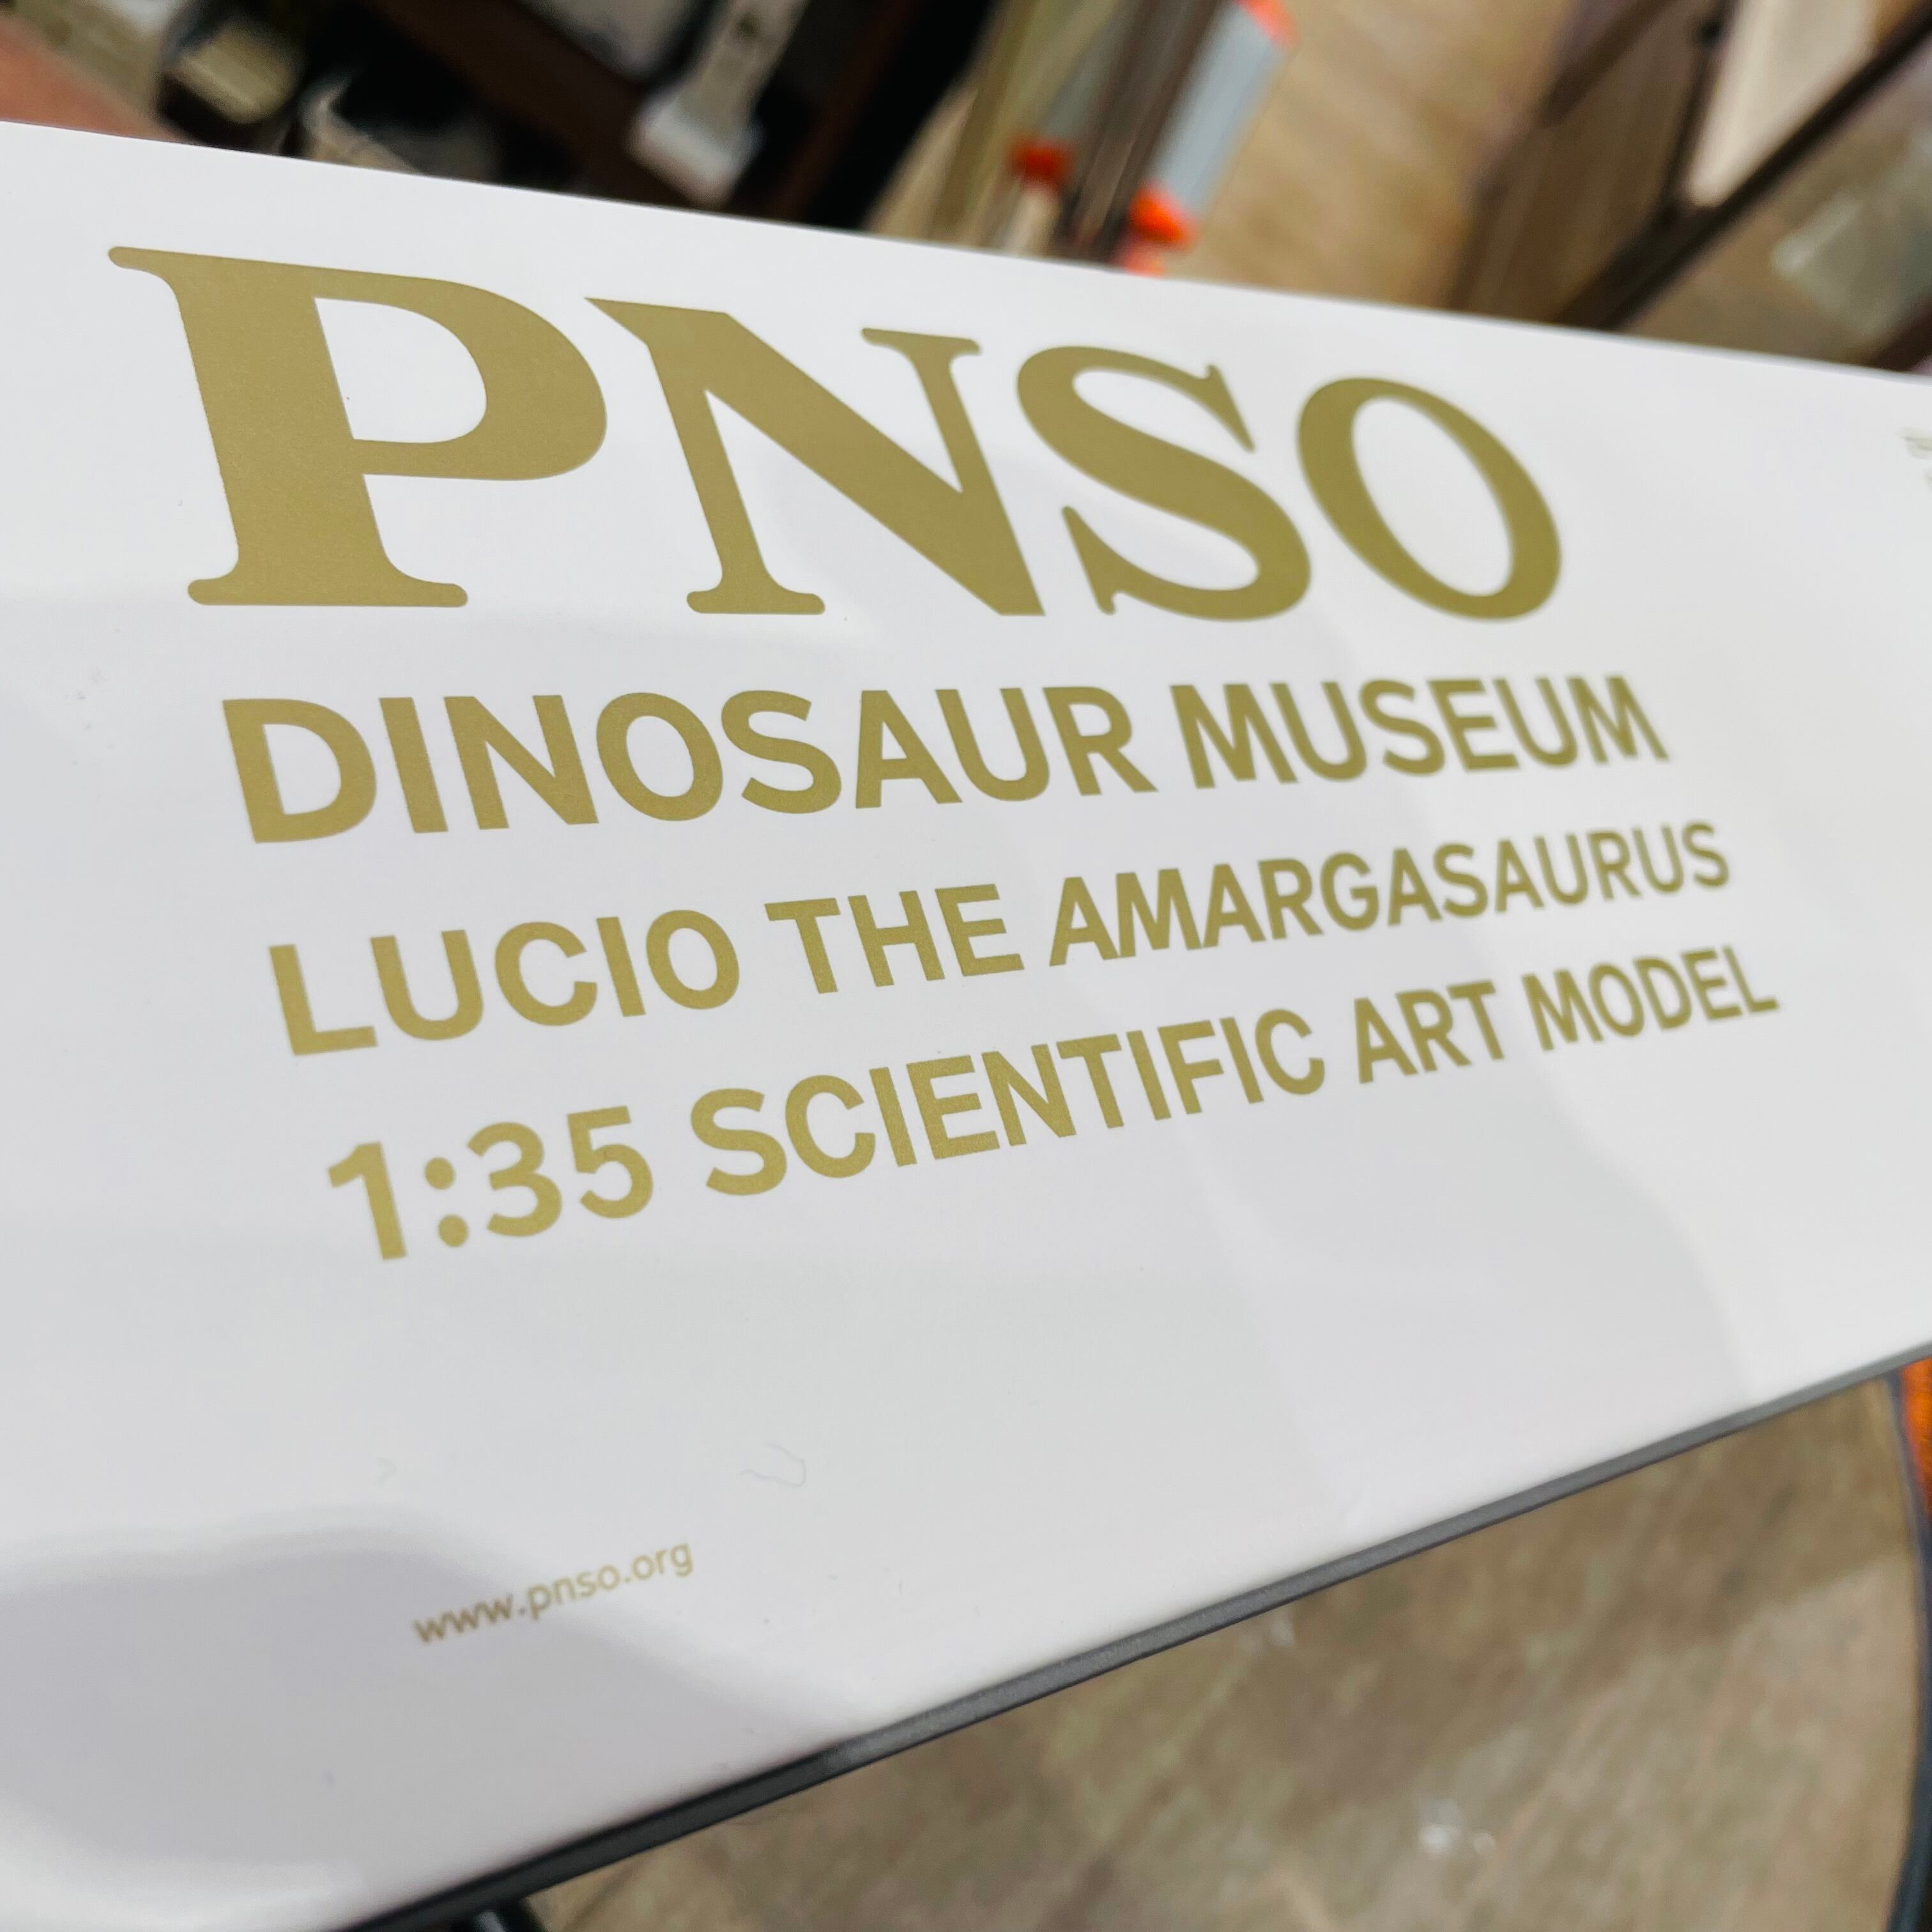 PNSO
DINOSAUR MUSEUM
LUCIO THE AMARGASAURUS
1:35 SCIENTIFIC ART MODEL
www.pnso.org